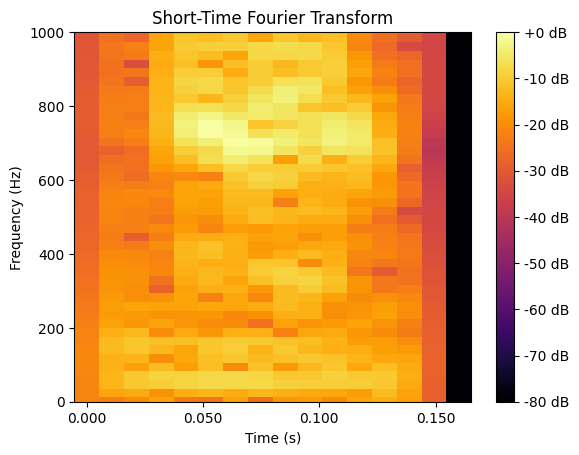 Short-Time Fourier Transform
1000
800
600
400
200
0
Frequency (Hz)
0.000
0.050
0.100
0.150
Time (s)
+0 dB
-10 dB
-20 dB
-30 dB
-40 dB
-50 dB
-60 dB
-70 dB
-80 dB